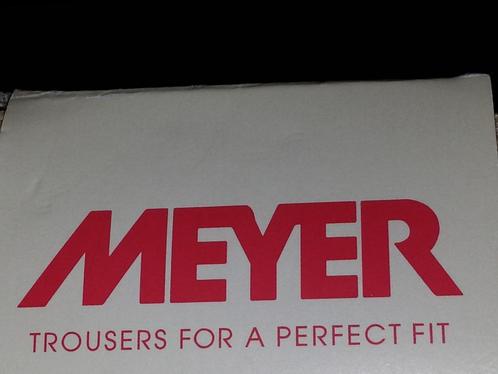 MEYER
TROUSERS FOR A PERFECT FIT